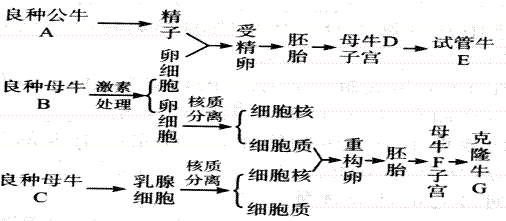 良种公牛
A
精子
卵细胞
受精卵
胚胎
母牛D
子宫
试管牛
E
良种母牛
B
激素
处理
卵细胞
核质
分离
细胞核
细胞质
重构卵
胚胎
母牛F子宫
克隆牛G
良种母牛
C
乳腺
细胞
核质
分离
细胞核
细胞质